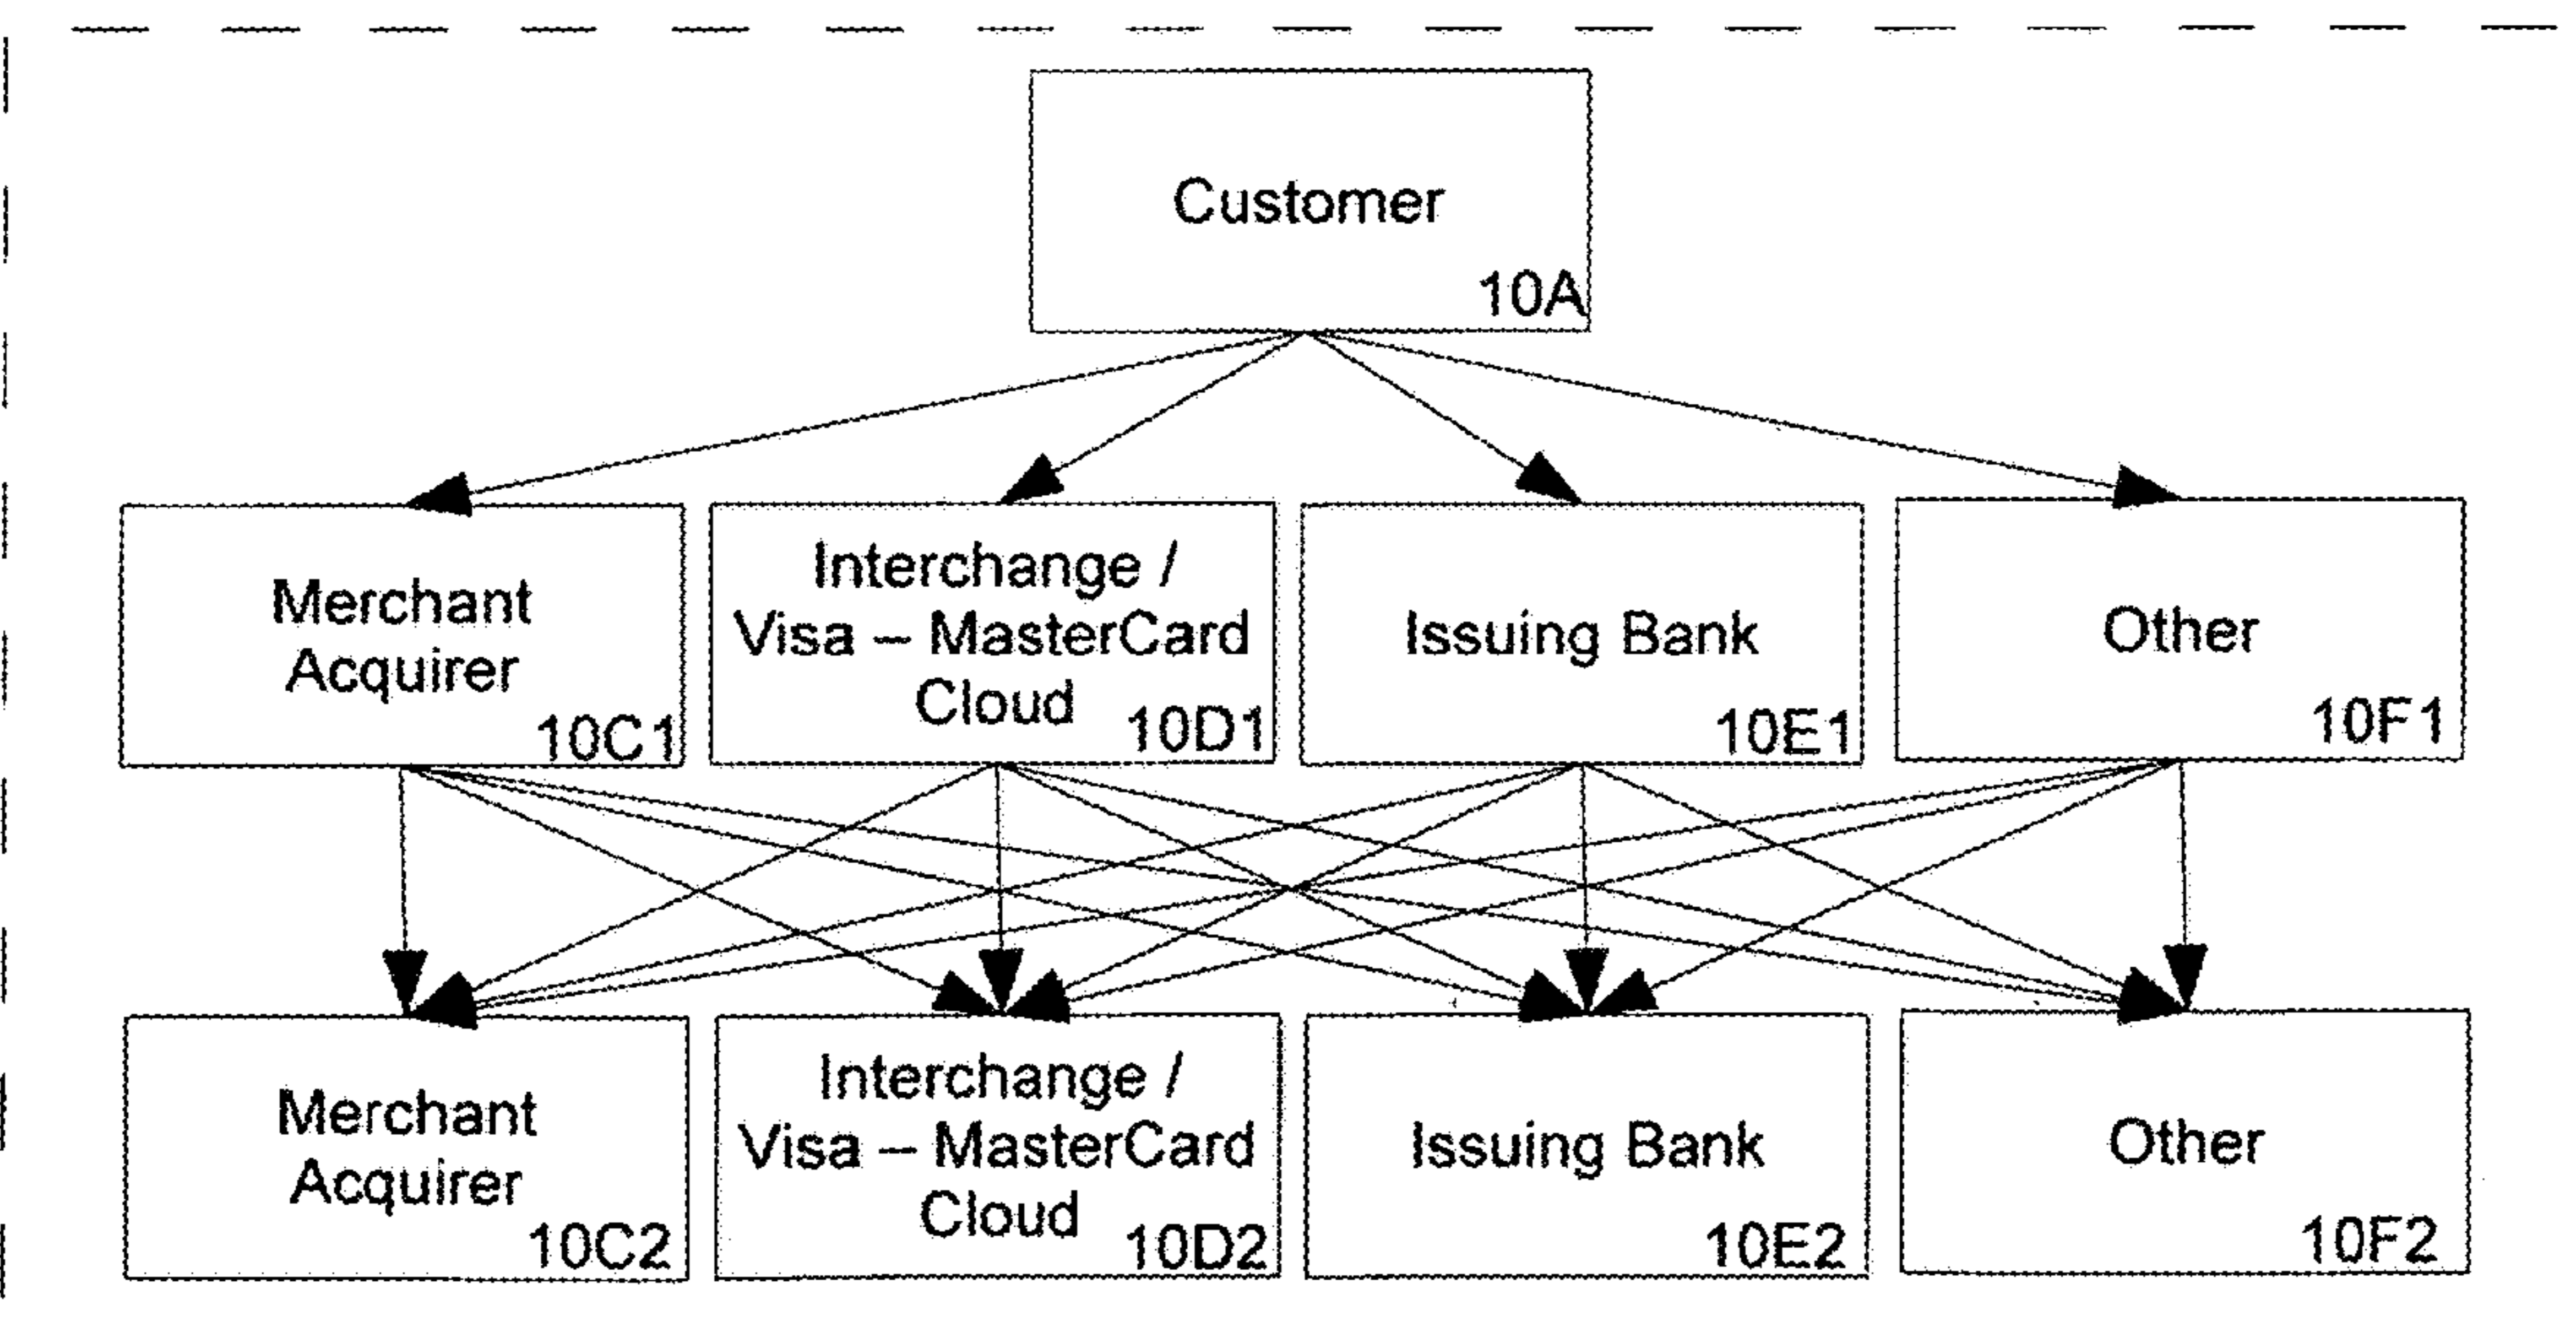 Customer
10A
Merchant
Acquirer
10C1
Interchange /
Visa – MasterCard
Cloud
10D1
Issuing Bank
10E1
Other
10F1
Merchant
Acquirer
10C2
Interchange /
Visa – MasterCard
Cloud
10D2
Issuing Bank
10E2
Other
10F2